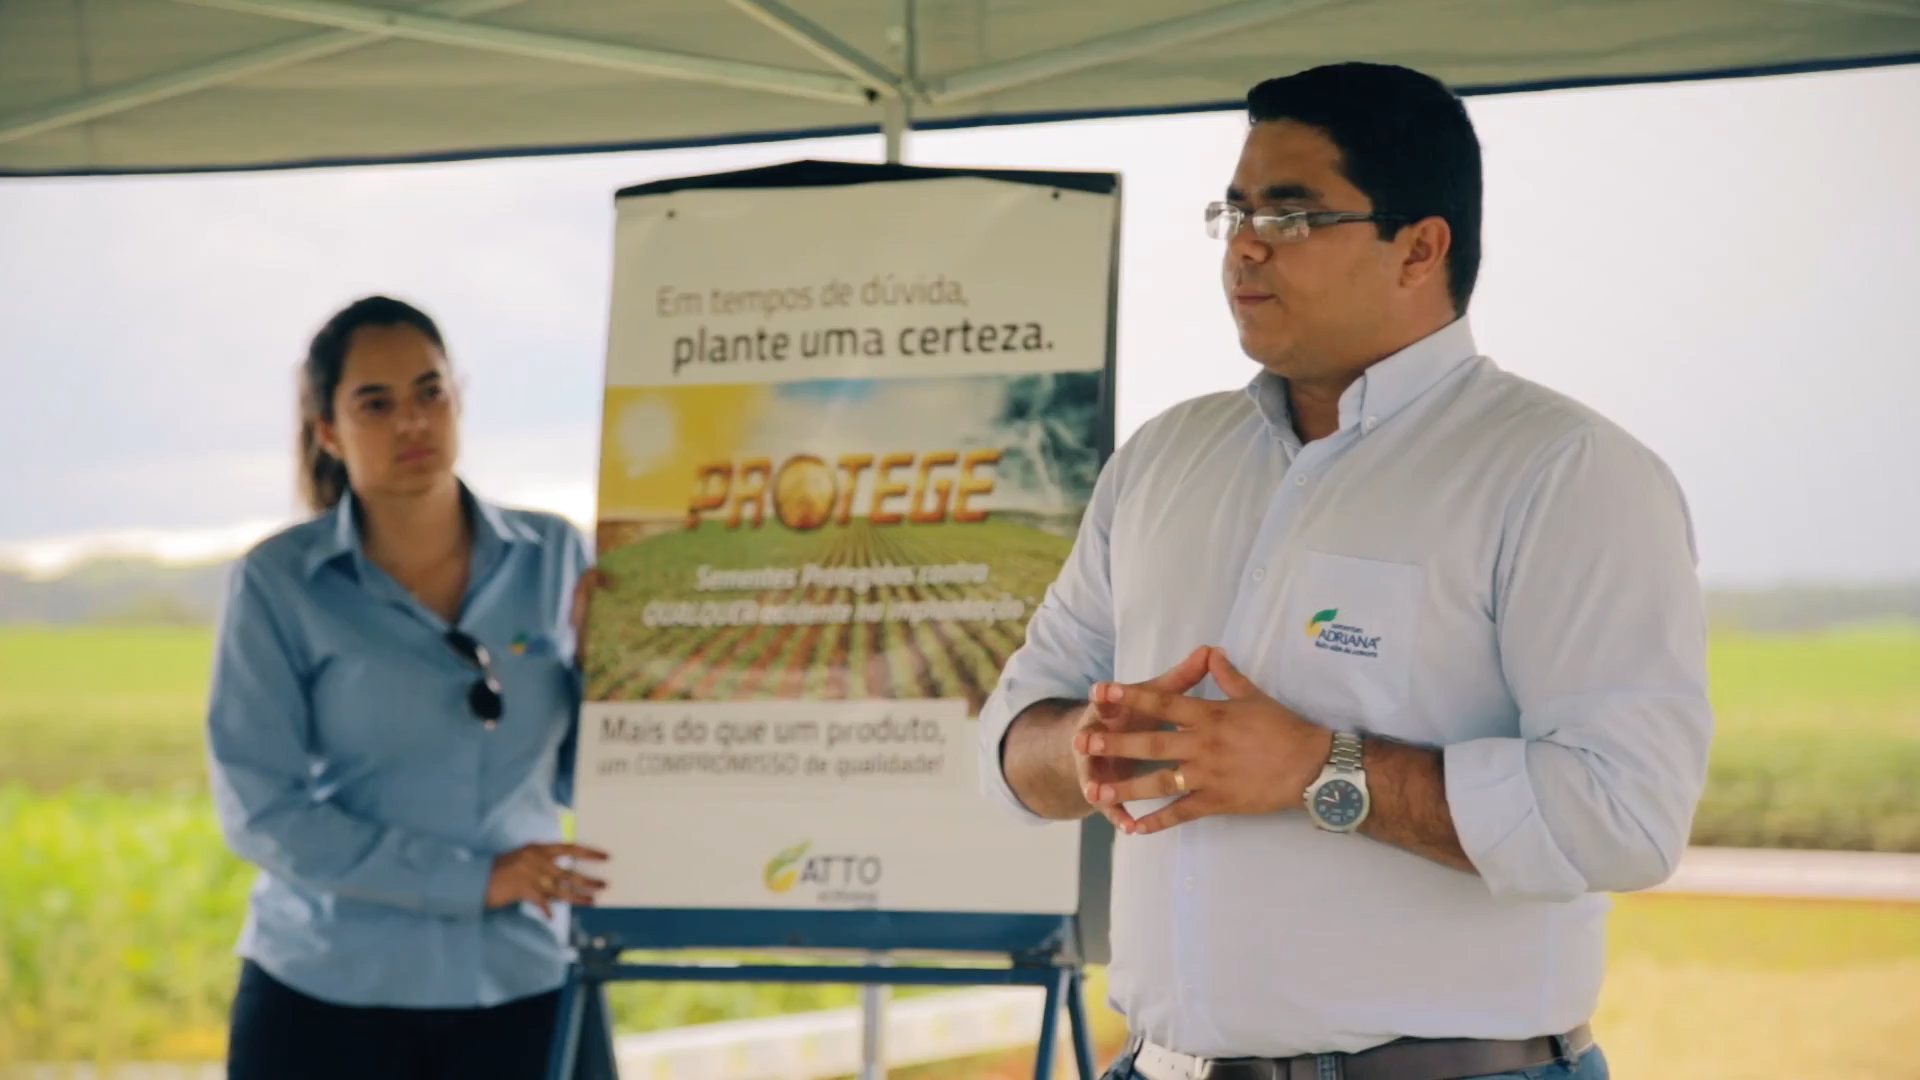 Em tempos de dúvida,
plante uma certeza.
PROTEGE
Sementes Protegidas contra
QUALQUER acidente na implantação
Mais do que um produto,
um COMPROMISSO de qualidade!
ATTO
sementes
ADRIANA